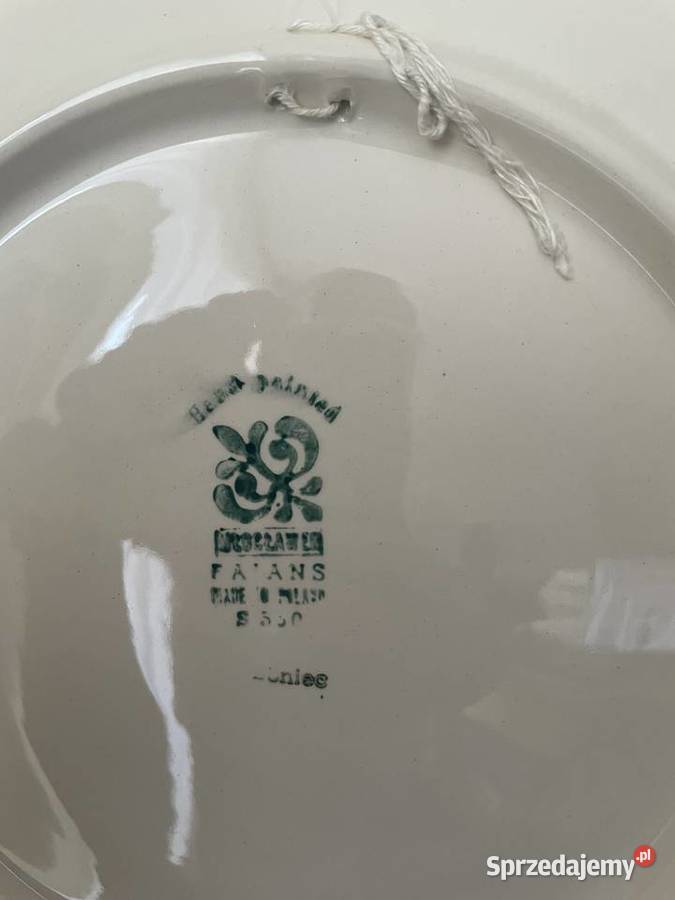 Hand painted
WŁOCŁAWEK
FAJANS
MADE IN POLAND
Sprzedajemy.pl